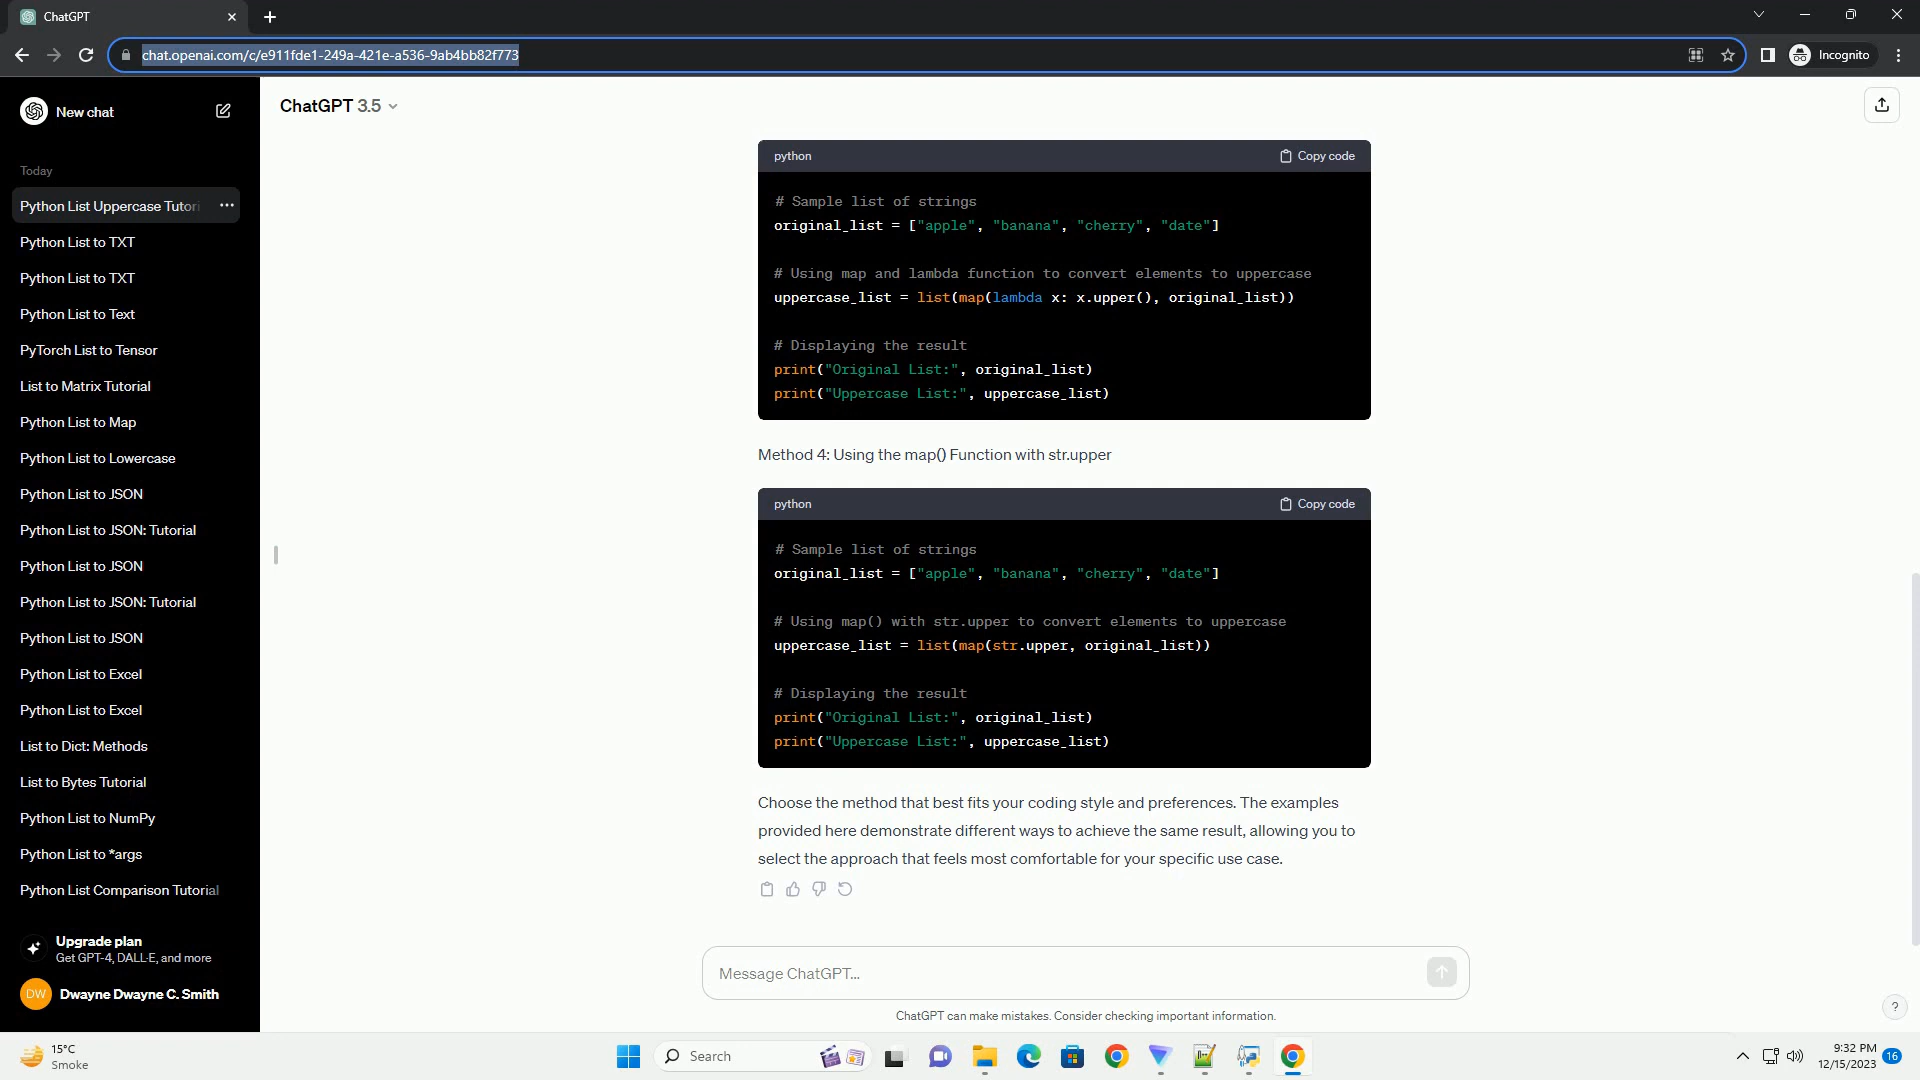 ChatGPT
chat.openai.com/c/e911fde1-249a-421e-a536-9ab4bb82f773
Incognito
New chat
Today
Python List Uppercase Tutori
Python List to TXT
Python List to TXT
Python List to Text
PyTorch List to Tensor
List to Matrix Tutorial
Python List to Map
Python List to Lowercase
Python List to JSON
Python List to JSON: Tutorial
Python List to JSON
Python List to JSON: Tutorial
Python List to JSON
Python List to Excel
Python List to Excel
List to Dict: Methods
List to Bytes Tutorial
Python List to NumPy
Python List to *args
Python List Comparison Tutorial
Upgrade plan
Get GPT-4, DALL·E, and more
DW
Dwayne Dwayne C. Smith
ChatGPT 3.5
python
Copy code
# Sample list of strings
original_list = ["apple", "banana", "cherry", "date"]
# Using map and lambda function to convert elements to uppercase
uppercase_list = list(map(lambda x: x.upper(), original_list))
# Displaying the result
print("Original List:", original_list)
print("Uppercase List:", uppercase_list)
Method 4: Using the map() Function with str.upper
python
Copy code
# Sample list of strings
original_list = ["apple", "banana", "cherry", "date"]
# Using map() with str.upper to convert elements to uppercase
uppercase_list = list(map(str.upper, original_list))
# Displaying the result
print("Original List:", original_list)
print("Uppercase List:", uppercase_list)
Choose the method that best fits your coding style and preferences. The examples
provided here demonstrate different ways to achieve the same result, allowing you to
select the approach that feels most comfortable for your specific use case.
Message ChatGPT...
ChatGPT can make mistakes. Consider checking important information.
?
15°C
Smoke
Search
9:32 PM
12/15/2023
16